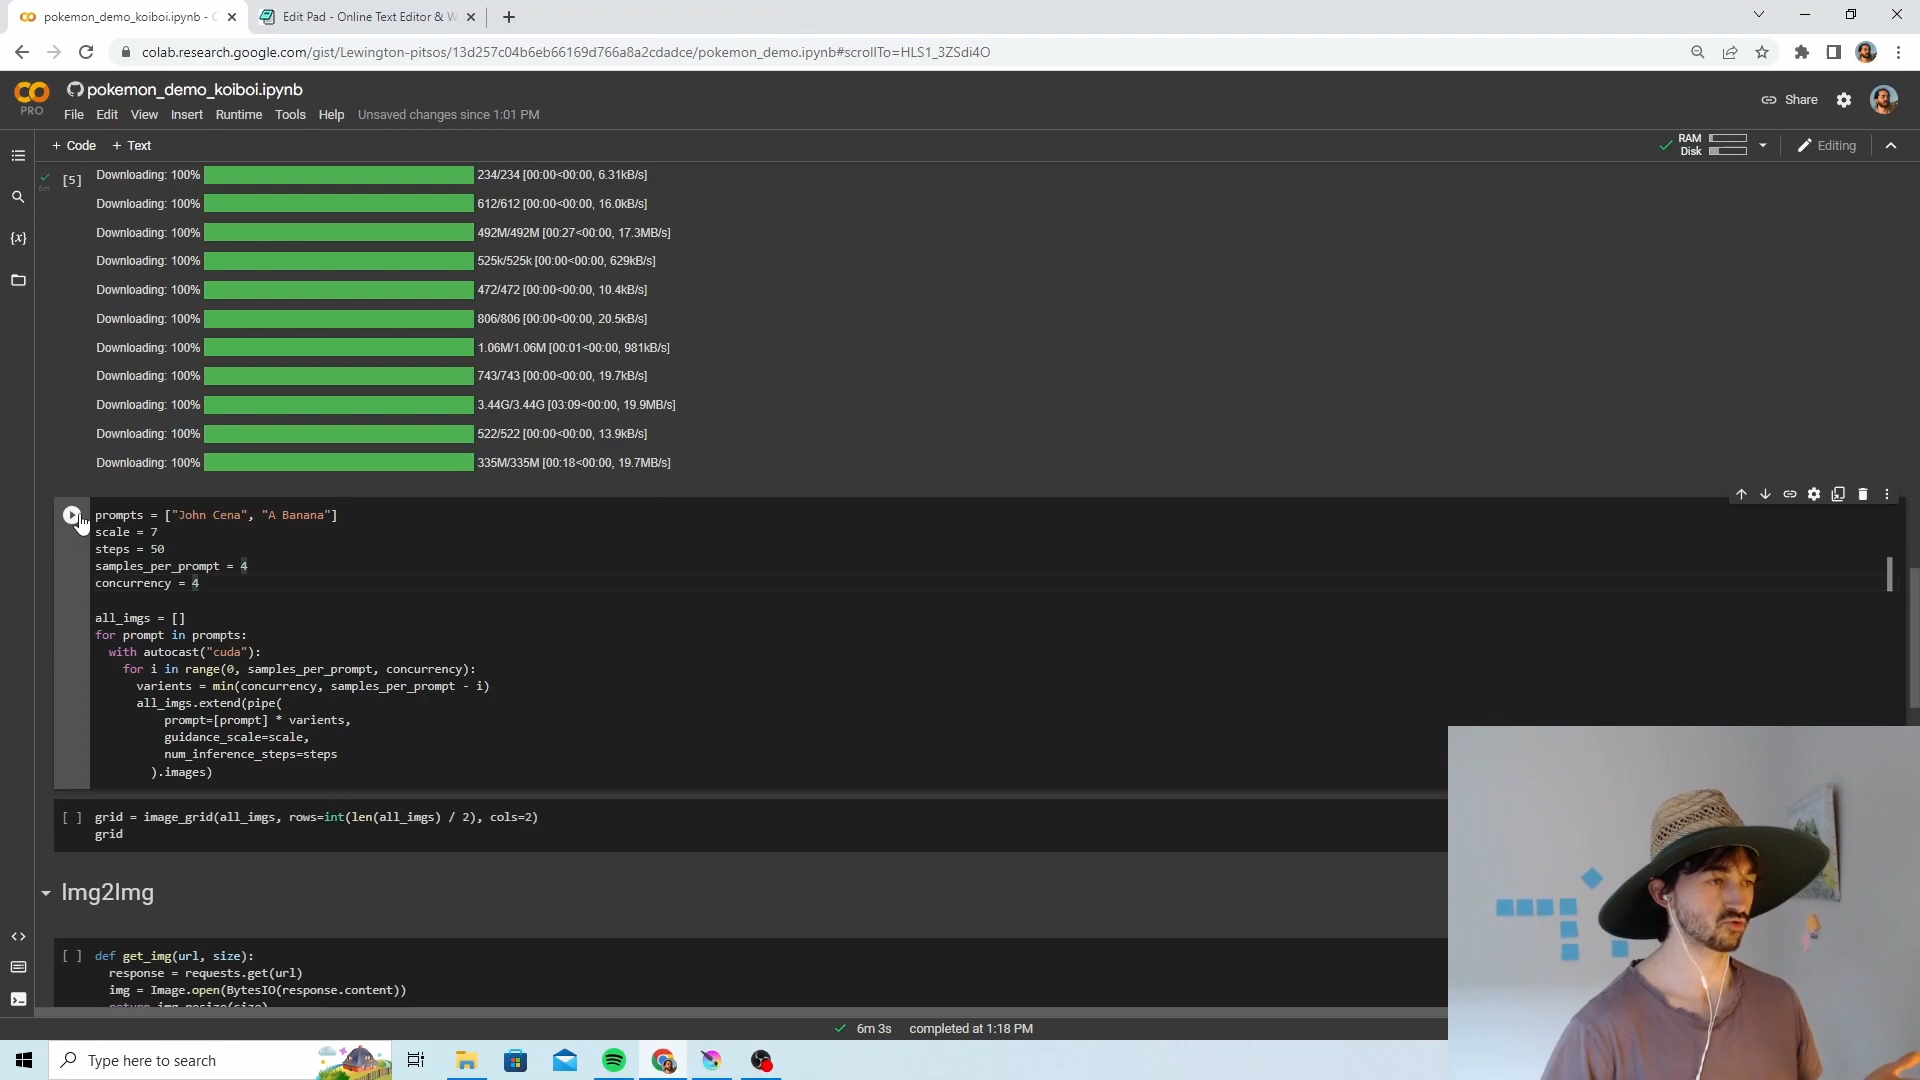 pokemon_demo_koiboi.ipynb - C
Edit Pad - Online Text Editor & W
colab.research.google.com/gist/Lewington-pitsos/13d257c04b6eb66169d766a8a2cdadce/pokemon_demo.ipynb#scrollTo=HLS1_3ZSdi4O
PRO
pokemon_demo_koiboi.ipynb
File Edit View Insert Runtime Tools Help Unsaved changes since 1:01 PM
Share
+ Code + Text
RAM
Disk
Editing
[5]
6m
Downloading: 100% 234/234 [00:00<00:00, 6.31kB/s]
Downloading: 100% 612/612 [00:00<00:00, 16.0kB/s]
Downloading: 100% 492M/492M [00:27<00:00, 17.3MB/s]
Downloading: 100% 525k/525k [00:00<00:00, 629kB/s]
Downloading: 100% 472/472 [00:00<00:00, 10.4kB/s]
Downloading: 100% 806/806 [00:00<00:00, 20.5kB/s]
Downloading: 100% 1.06M/1.06M [00:01<00:00, 981kB/s]
Downloading: 100% 743/743 [00:00<00:00, 19.7kB/s]
Downloading: 100% 3.44G/3.44G [03:09<00:00, 19.9MB/s]
Downloading: 100% 522/522 [00:00<00:00, 13.9kB/s]
Downloading: 100% 335M/335M [00:18<00:00, 19.7MB/s]
prompts = ["John Cena", "A Banana"]
scale = 7
steps = 50
samples_per_prompt = 4
concurrency = 4
all_imgs = []
for prompt in prompts:
with autocast("cuda"):
for i in range(0, samples_per_prompt, concurrency):
varients = min(concurrency, samples_per_prompt - i)
all_imgs.extend(pipe(
prompt=[prompt] * varients,
guidance_scale=scale,
num_inference_steps=steps
).images)
[ ] grid = image_grid(all_imgs, rows=int(len(all_imgs) / 2), cols=2)
grid
Img2Img
[ ] def get_img(url, size):
response = requests.get(url)
img = Image.open(BytesIO(response.content))
return img.resize(size)
6m 3s completed at 1:18 PM
Type here to search